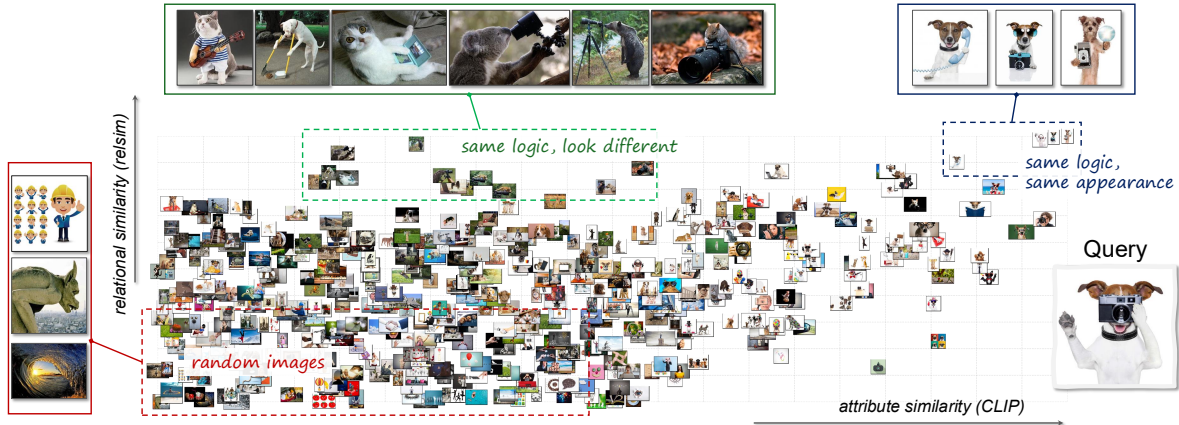 same logic, look different
same logic,
same appearance
relational similarity (relsim)
Query
random images
attribute similarity (CLIP)